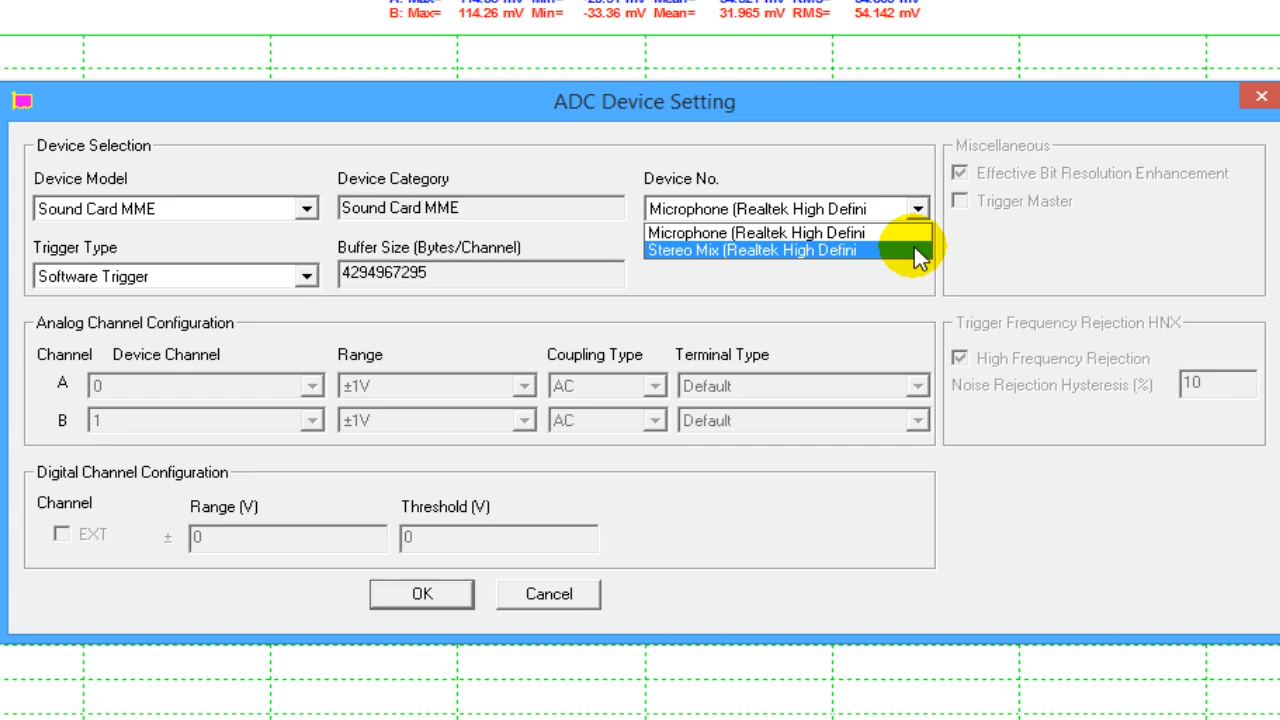 B: Max= 114.26 mV Min= -33.36 mV Mean= 31.965 mV RMS= 54.142 mV
ADC Device Setting
Device Selection
Device Model
Device Category
Device No.
Sound Card MME
Sound Card MME
Microphone (Realtek High Defini
Microphone (Realtek High Defini
Stereo Mix (Realtek High Defini
Trigger Type
Buffer Size (Bytes/Channel)
Software Trigger
4294967295
Miscellaneous
Effective Bit Resolution Enhancement
Trigger Master
Analog Channel Configuration
Channel Device Channel Range Coupling Type Terminal Type
A 0 ±1V AC Default
B 1 ±1V AC Default
Trigger Frequency Rejection HNX
High Frequency Rejection
Noise Rejection Hysteresis (%) 10
Digital Channel Configuration
Channel Range (V) Threshold (V)
EXT ± 0 0
OK Cancel